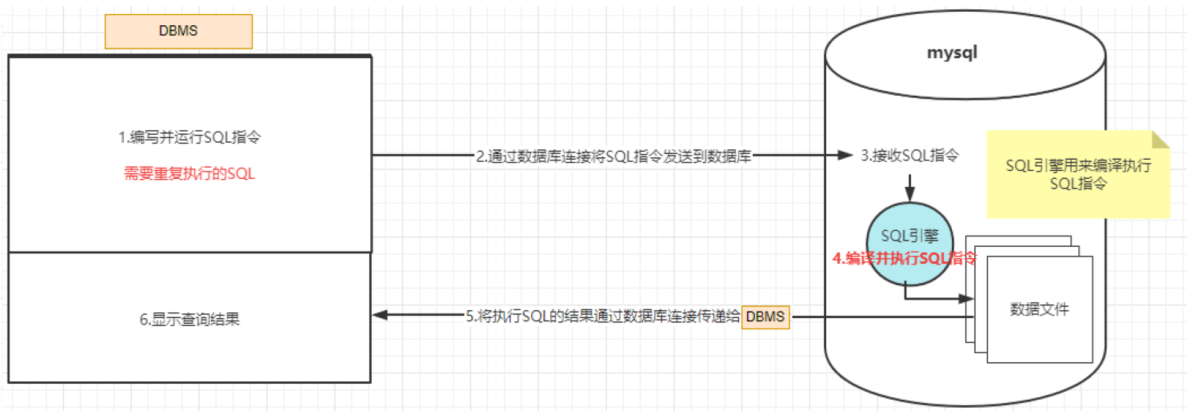 DBMS
mysql
1.编写并运行SQL指令
需要重复执行的SQL
2.通过数据库连接将SQL指令发送到数据库
3.接收SQL指令
SQL引擎用来编译执行
SQL指令
SQL引擎
4.编译并执行SQL指令
数据文件
5.将执行SQL的结果通过数据库连接传递给 DBMS
6.显示查询结果